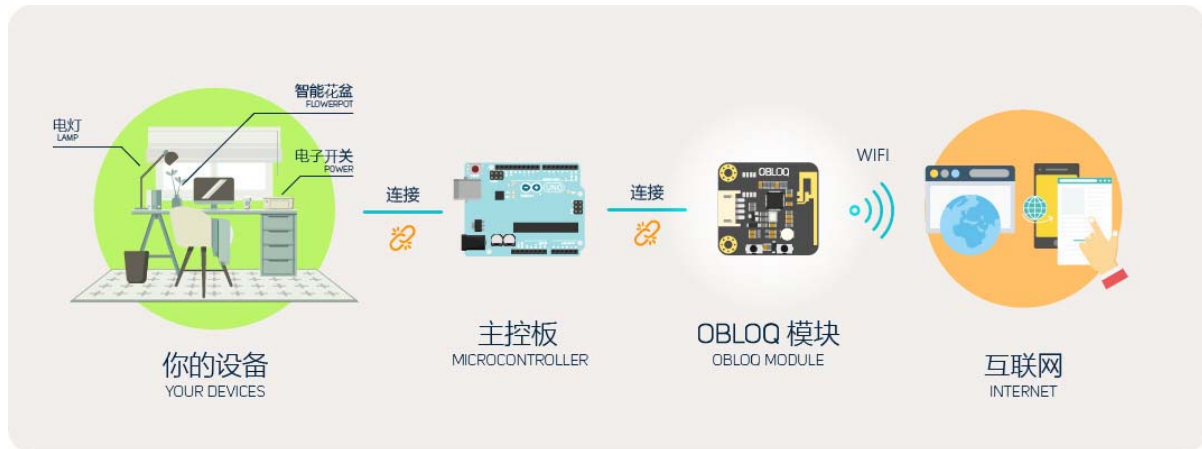 智能花盆
FLOWERPOT
电灯
LAMP
电子开关
POWER
连接
UNO
连接
OBLOQ
WIFI
你的设备
YOUR DEVICES
主控板
MICROCONTROLLER
OBLOQ 模块
OBLOQ MODULE
互联网
INTERNET